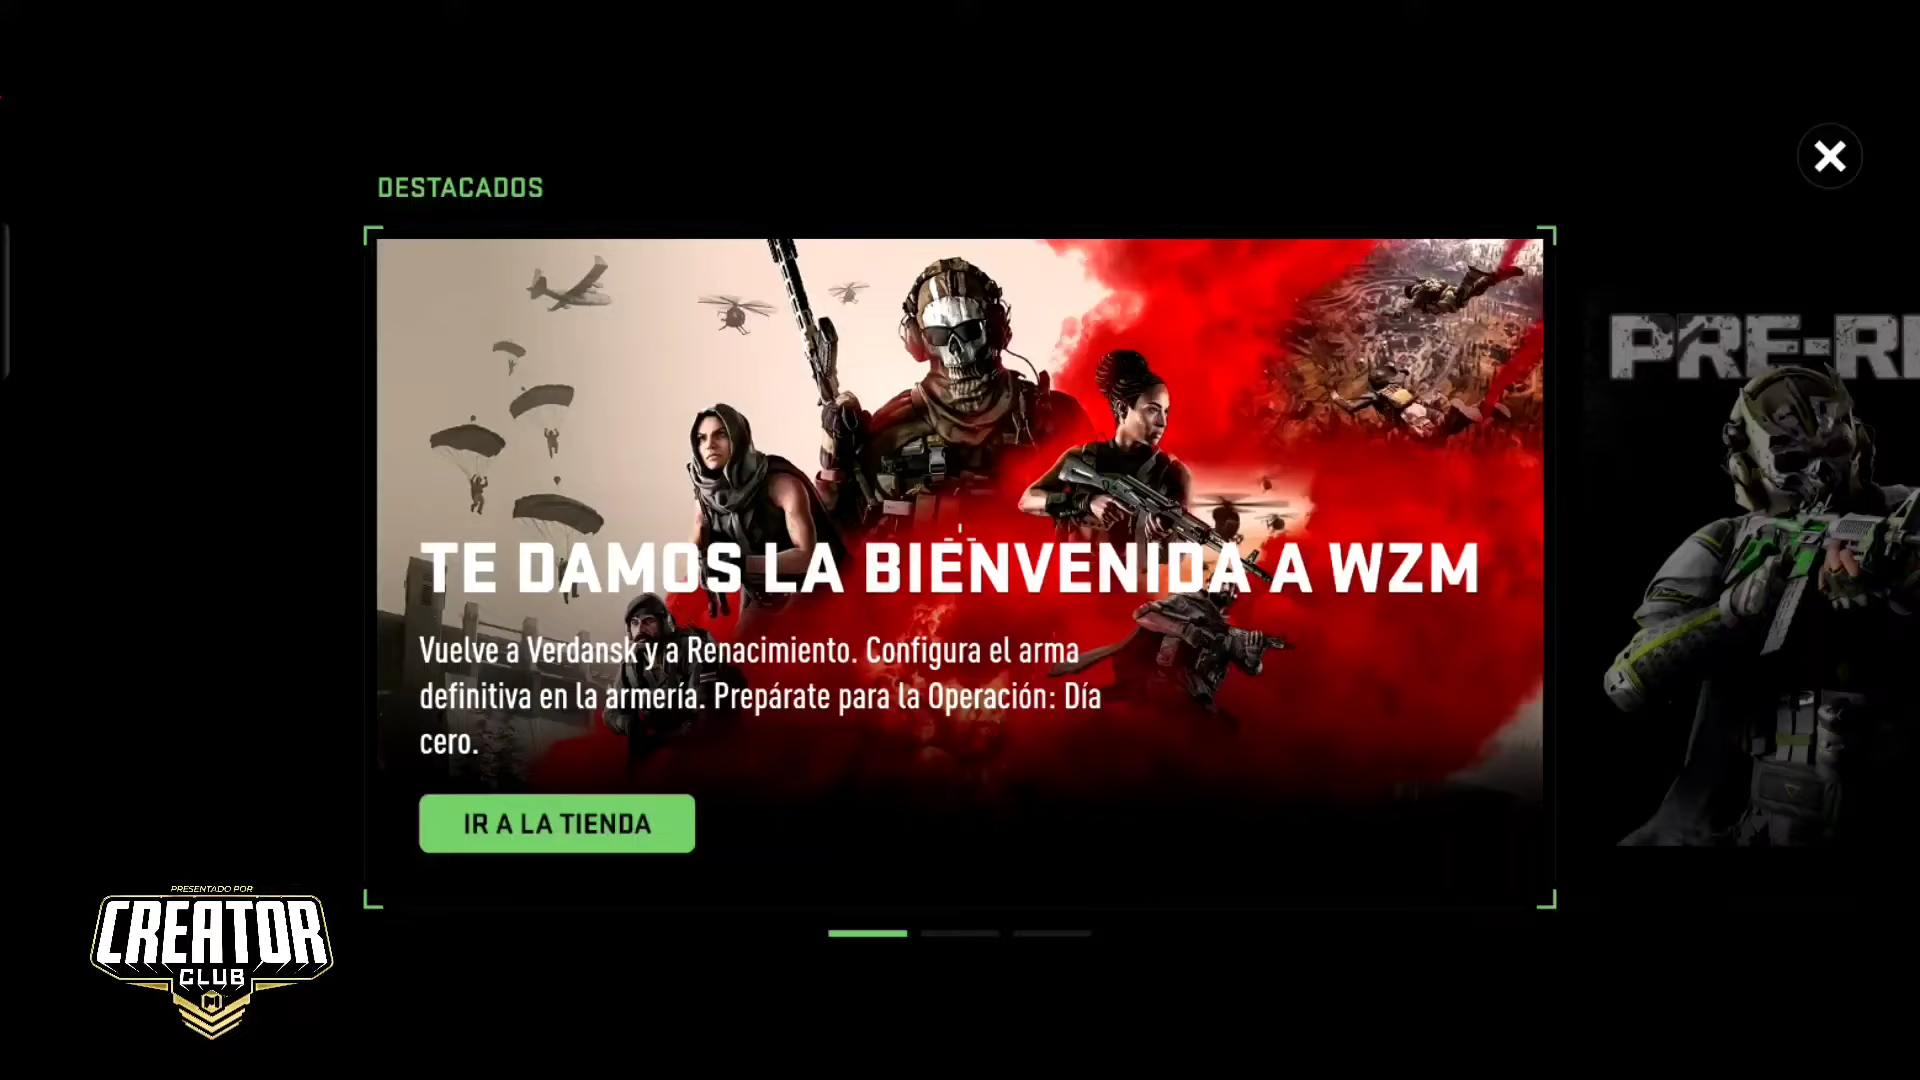 DESTACADOS
PRE-R
TE DAMOS LA BIENVENIDA A WZM
Vuelve a Verdansk y a Renacimiento. Configura el arma
definitiva en la armería. Prepárate para la Operación: Día
cero.
IR A LA TIENDA
PRESENTADO POR
CREATOR
CLUB